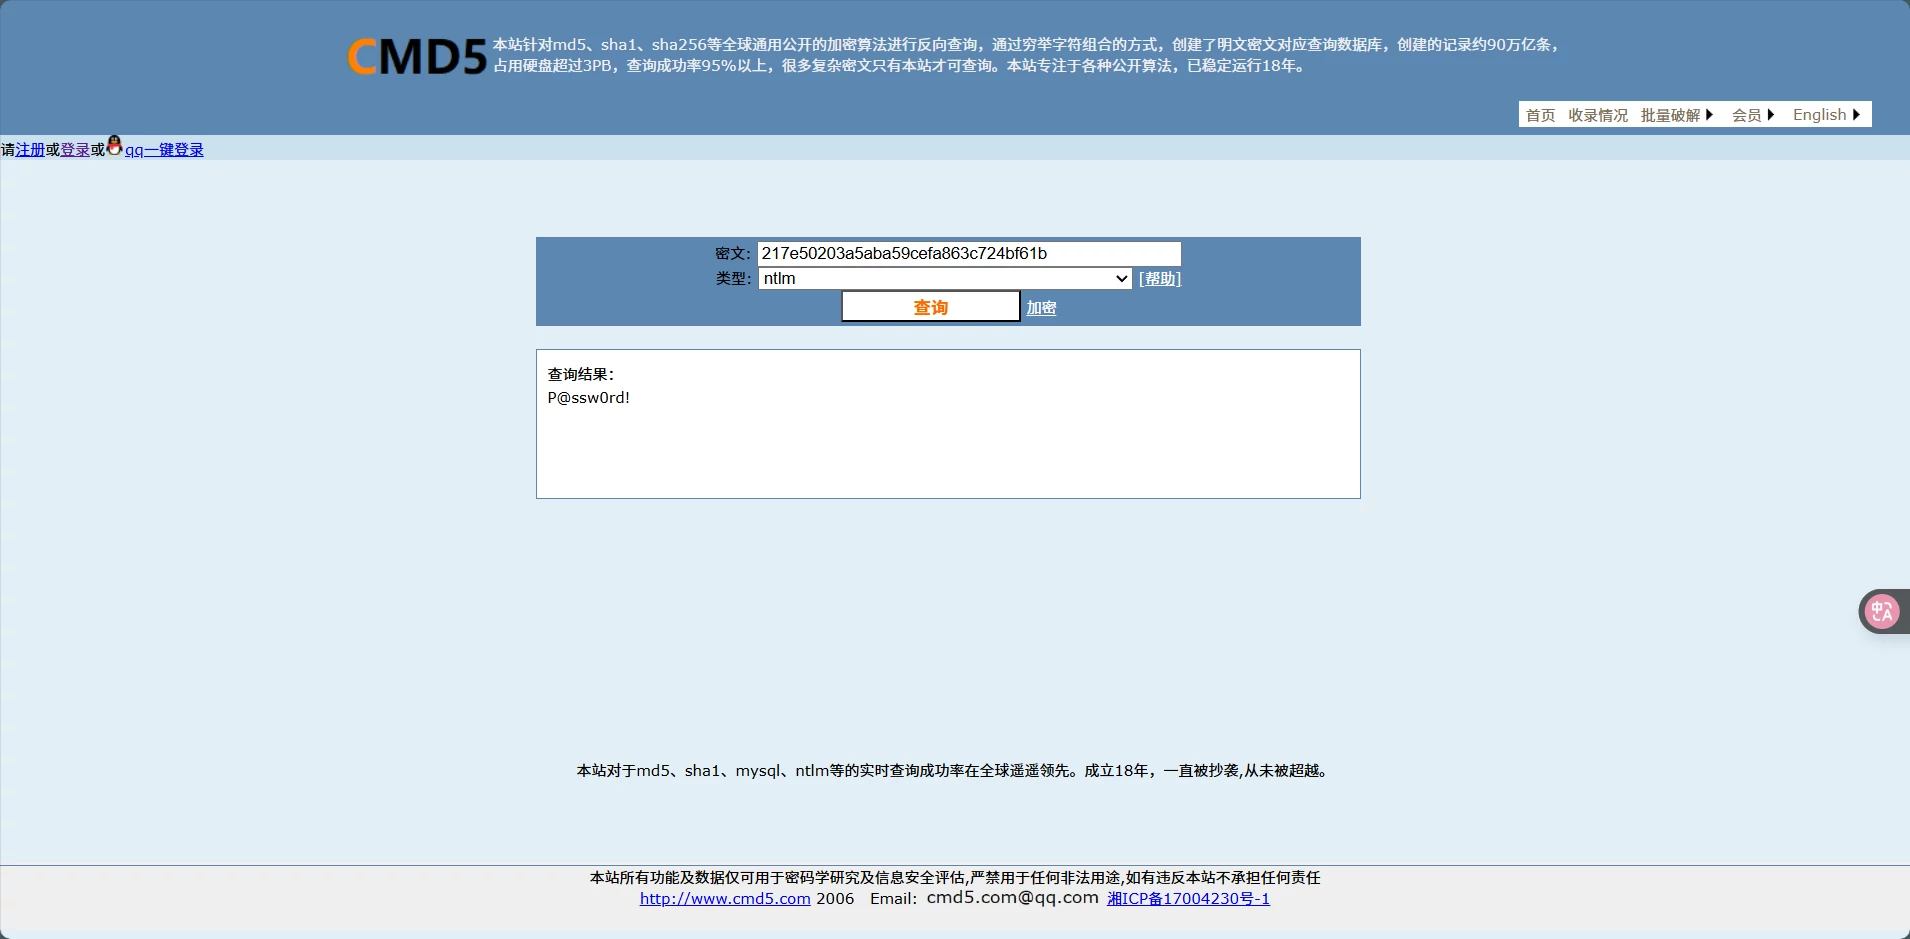 CMD5
本站针对md5、sha1、sha256等全球通用公开的加密算法进行反向查询，通过穷举字符组合的方式，创建了明文密文对应查询数据库，创建的记录约90万亿条，
占用硬盘超过3PB，查询成功率95%以上，很多复杂密文只有本站才可查询。本站专注于各种公开算法，已稳定运行18年。
首页 收录情况 批量破解 会员 English
请注册或登录或qq一键登录
密文： 217e50203a5aba59cefa863c724bf61b
类型： ntlm [帮助]
查询 加密
查询结果：
P@ssw0rd!
中A
本站对于md5、sha1、mysql、ntlm等的实时查询成功率在全球遥遥领先。成立18年，一直被抄袭,从未被超越。
本站所有功能及数据仅可用于密码学研究及信息安全评估,严禁用于任何非法用途,如有违反本站不承担任何责任
http://www.cmd5.com 2006 Email: cmd5.com@qq.com 湘ICP备17004230号-1